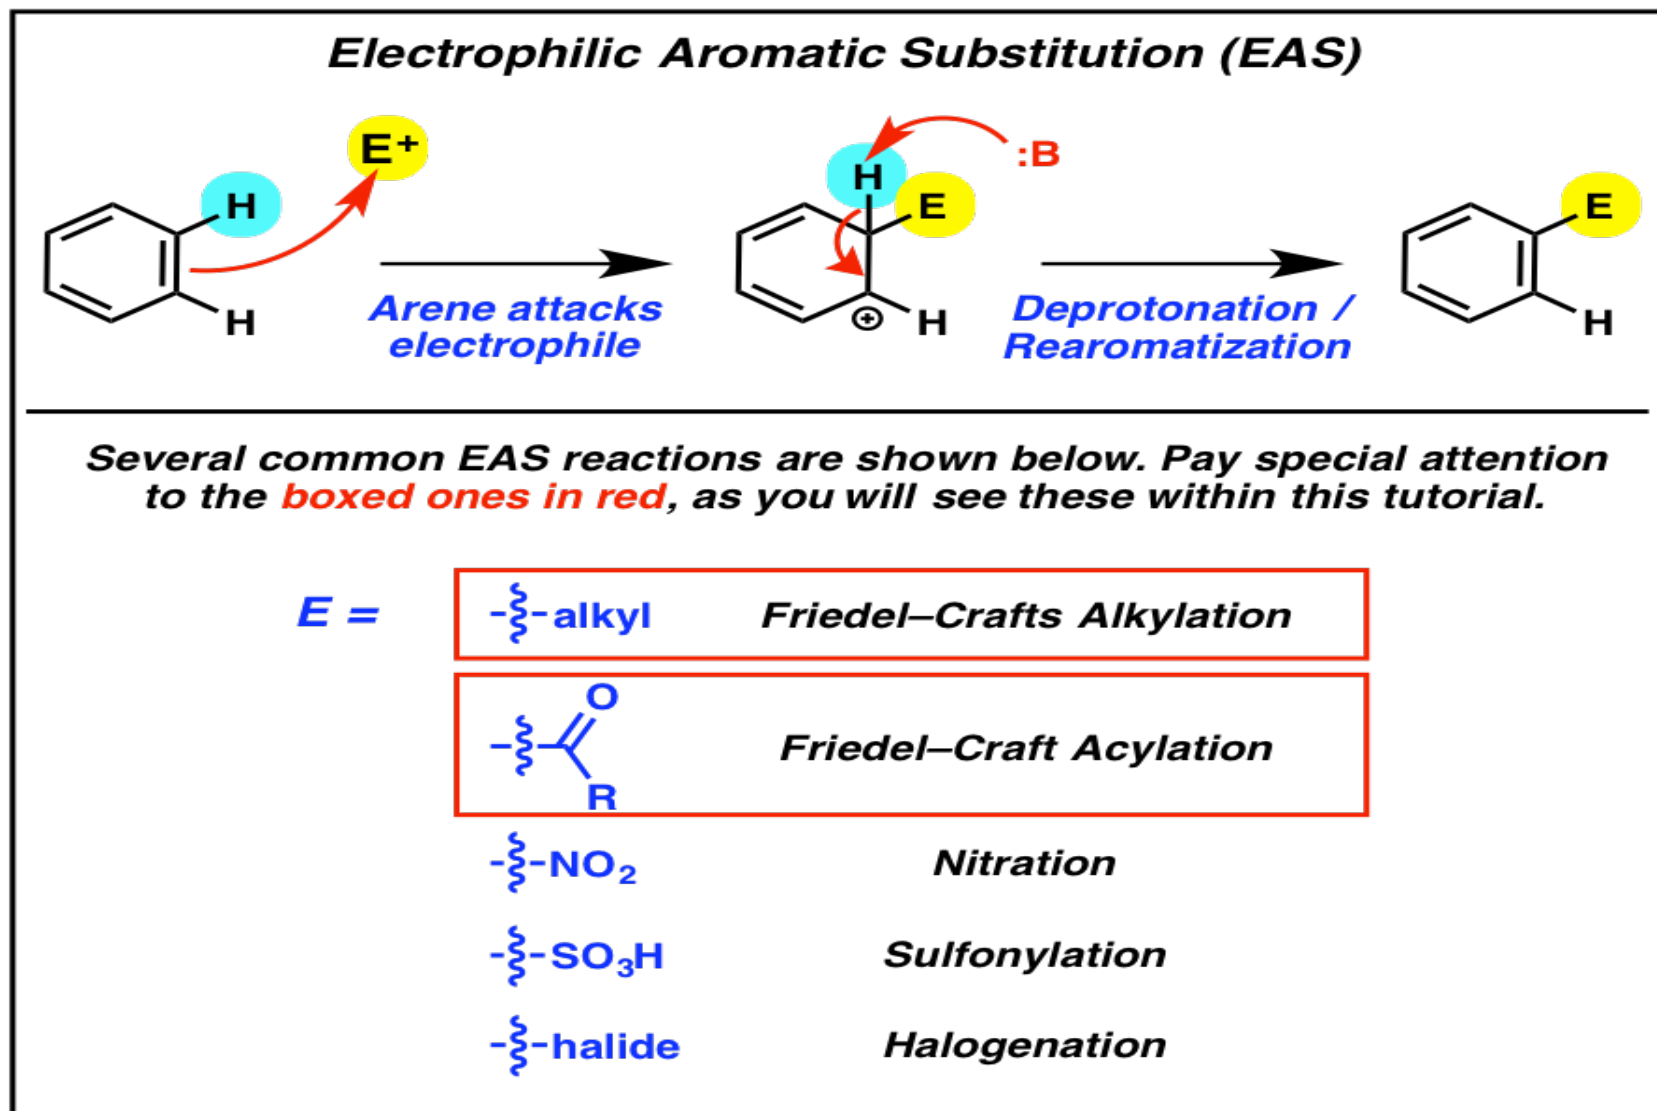 Electrophilic Aromatic Substitution (EAS)
E+
H
H
Arene attacks
electrophile
:B
H
E
⊕
H
Deprotonation /
Rearomatization
E
H
Several common EAS reactions are shown below. Pay special attention
to the boxed ones in red, as you will see these within this tutorial.
E =
alkyl Friedel–Crafts Alkylation
O
R
Friedel–Craft Acylation
NO2 Nitration
SO3H Sulfonylation
halide Halogenation